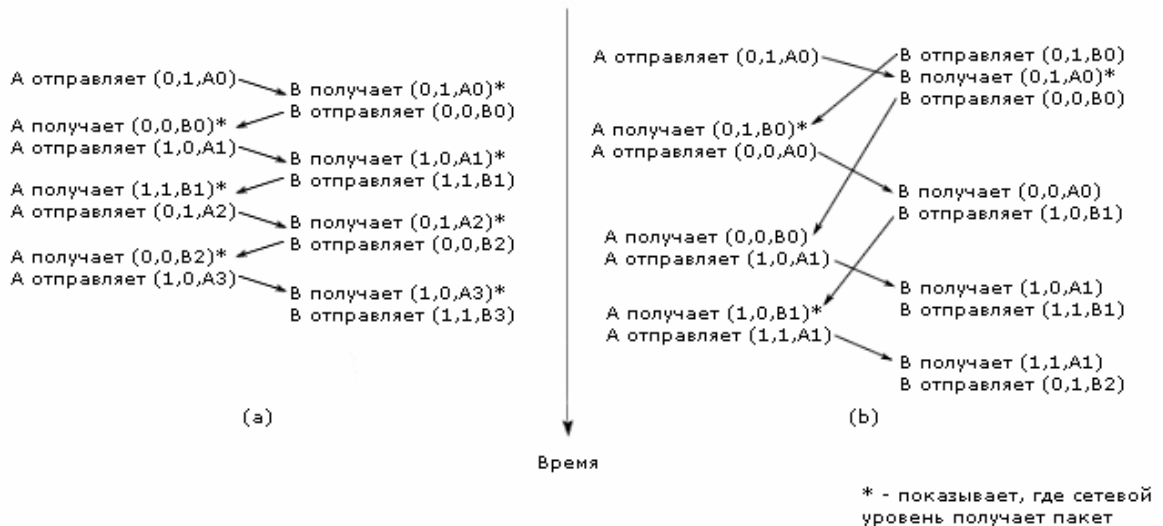 А отправляет (0,1,A0)
В получает (0,1,A0)*
В отправляет (0,0,B0)
А получает (0,0,B0)*
А отправляет (1,0,A1)
В получает (1,0,A1)*
В отправляет (1,1,B1)
А получает (1,1,B1)*
А отправляет (0,1,A2)
В получает (0,1,A2)*
В отправляет (0,0,B2)
А получает (0,0,B2)*
А отправляет (1,0,A3)
В получает (1,0,A3)*
В отправляет (1,1,B3)
(a)
А отправляет (0,1,A0)
В отправляет (0,1,B0)
В получает (0,1,A0)*
В отправляет (0,0,B0)
А получает (0,1,B0)*
А отправляет (0,0,A0)
В получает (0,0,A0)
В отправляет (1,0,B1)
А получает (0,0,B0)
А отправляет (1,0,A1)
В получает (1,0,A1)
В отправляет (1,1,B1)
А получает (1,0,B1)*
А отправляет (1,1,A1)
В получает (1,1,A1)
В отправляет (0,1,B2)
(b)
Время
* - показывает, где сетевой
уровень получает пакет